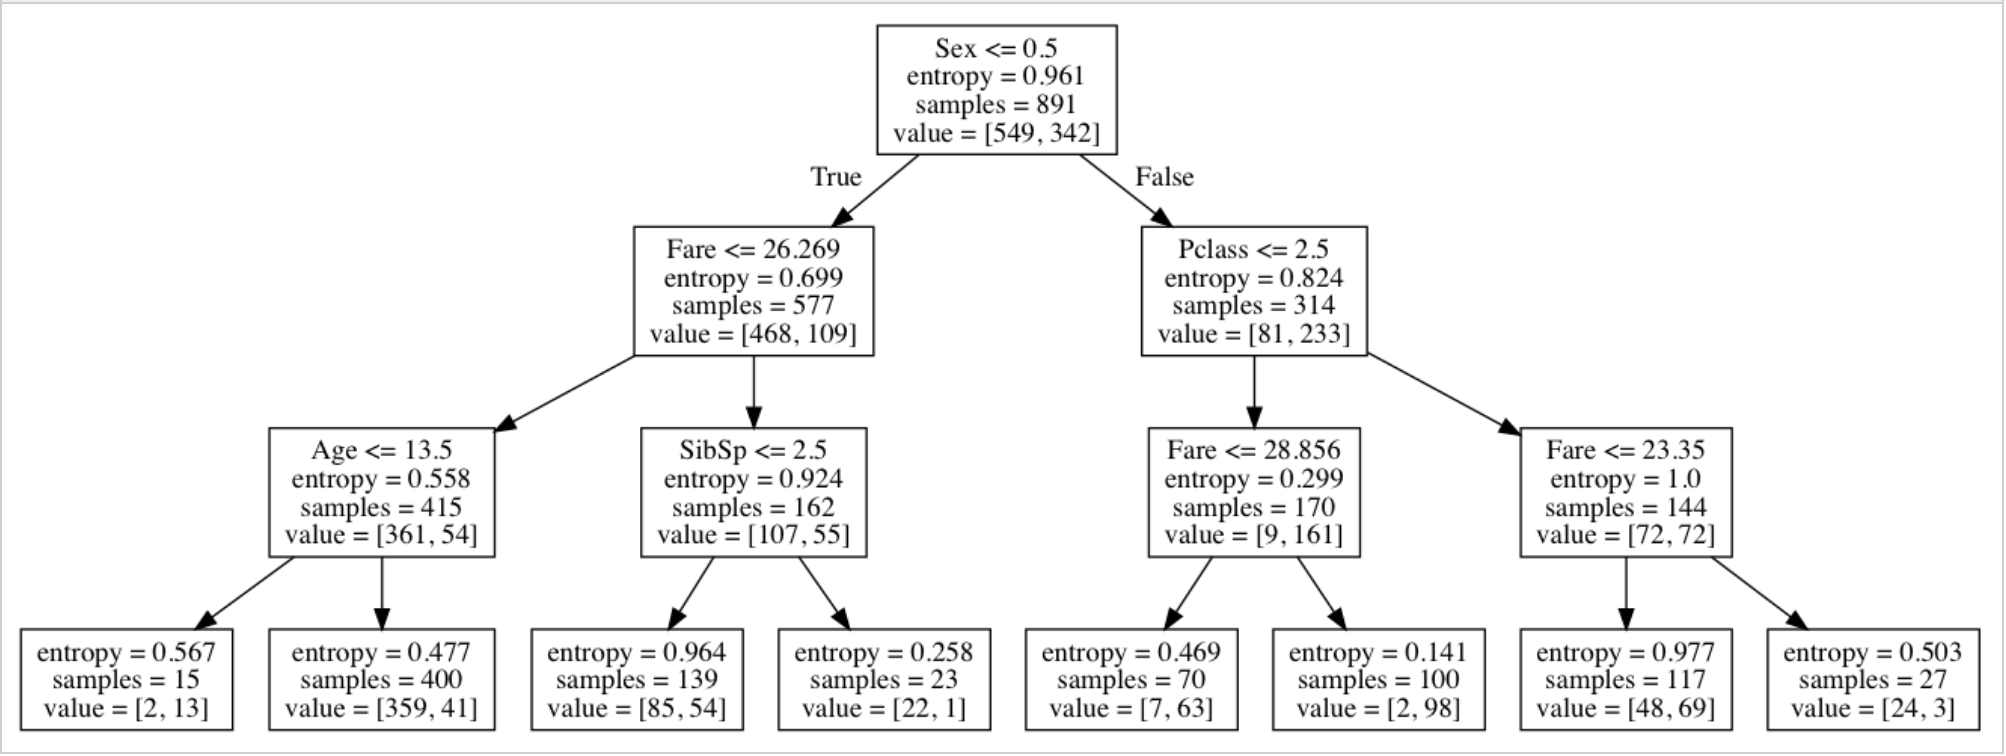 Sex <= 0.5
entropy = 0.961
samples = 891
value = [549, 342]
True
False
Fare <= 26.269
entropy = 0.699
samples = 577
value = [468, 109]
Pclass <= 2.5
entropy = 0.824
samples = 314
value = [81, 233]
Age <= 13.5
entropy = 0.558
samples = 415
value = [361, 54]
SibSp <= 2.5
entropy = 0.924
samples = 162
value = [107, 55]
Fare <= 28.856
entropy = 0.299
samples = 170
value = [9, 161]
Fare <= 23.35
entropy = 1.0
samples = 144
value = [72, 72]
entropy = 0.567
samples = 15
value = [2, 13]
entropy = 0.477
samples = 400
value = [359, 41]
entropy = 0.964
samples = 139
value = [85, 54]
entropy = 0.258
samples = 23
value = [22, 1]
entropy = 0.469
samples = 70
value = [7, 63]
entropy = 0.141
samples = 100
value = [2, 98]
entropy = 0.977
samples = 117
value = [48, 69]
entropy = 0.503
samples = 27
value = [24, 3]